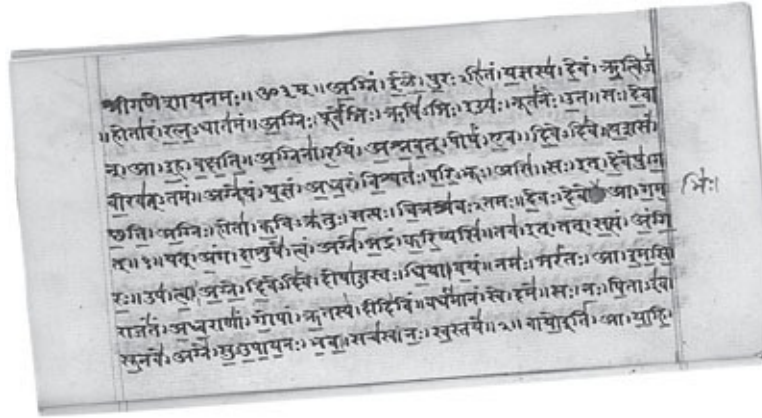 श्रीगणेशायनमः॥ॐ३म्॥अग्निं। ईळे। पुरःऽहितं। यज्ञस्य। देवं। ऋत्विजं
॥होतारं। रत्नऽधातमं॥अग्निः। पूर्वेभिः। ऋषिऽभिः। ईड्यः। नूतनैः। उत॥सः। देवा
न्। आ। इह। वक्षति॥अग्निना। रयिं। अश्नवत्। पोषं। एव। दिवेऽदिवे॥यशसं
वीरवत्ऽतमं॥अग्ने। यं। यज्ञं। अध्वरं। विश्वतः। परिऽभूः। असि॥सः। इत्। देवेषु। ग
च्छति। अग्निः। होता। कविऽक्रतुः। सत्यः। चित्रश्रवःऽतमः॥देवः। देवे आ। गम
भिः।
त्॥१॥यत्। अंग। दाशुषे। त्वं। अग्ने। भद्रं। करिष्यसि॥तव। इत्। तत्। सत्यं। अंगि
रः॥उप। त्वा। अग्ने। दिवेऽदिवे। दोषाऽवस्तः। धिया। वयं॥नमः। भरंतः। आ। इमसि
राजंतं। अध्वराणां। गोपां। ऋतस्य। दीदिविं॥वर्धमानं। स्वे। दमे॥सः। नः। पिताऽइव
सूनवे। अग्ने। सुऽउपायनः। भव॥सचस्व। नः। स्वस्तये॥२॥वायो इति। आ। याहि।